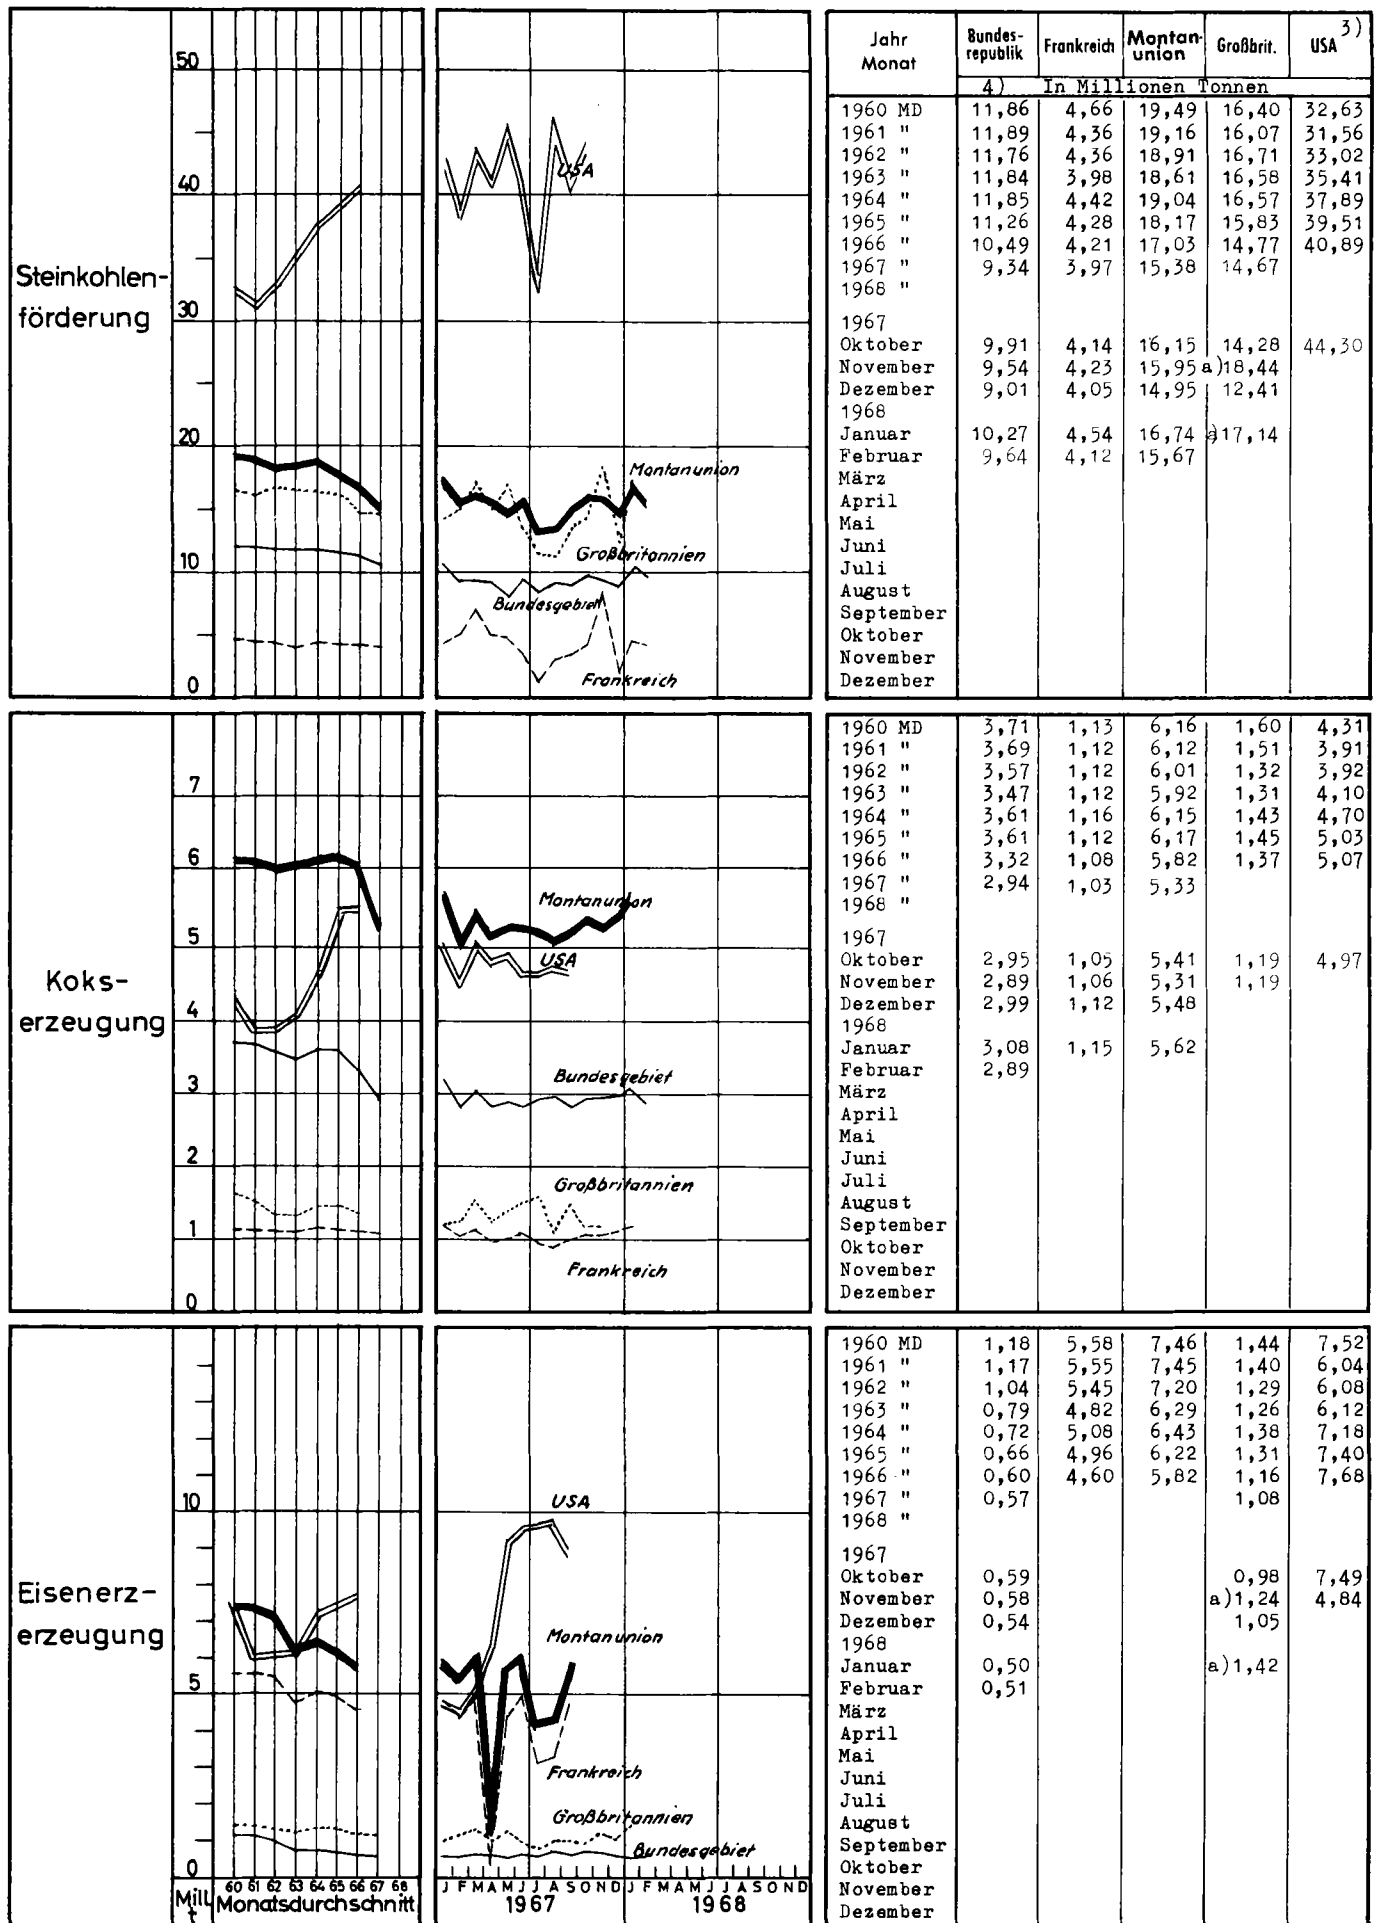 Steinkohlen-
förderung
50
40
30
20
10
0
USA
Montanunion
Großbritannien
Bundesgebiet
Frankreich
Jahr Monat Bundes-republik Frankreich Montan-union Großbrit. USA 3)
4) In Millionen Tonnen
1960 MD 11,86 4,66 19,49 16,40 32,63
1961 " 11,89 4,36 19,16 16,07 31,56
1962 " 11,76 4,36 18,91 16,71 33,02
1963 " 11,84 3,98 18,61 16,58 35,41
1964 " 11,85 4,42 19,04 16,57 37,89
1965 " 11,26 4,28 18,17 15,83 39,51
1966 " 10,49 4,21 17,03 14,77 40,89
1967 " 9,34 3,97 15,38 14,67
1968 "
1967
Oktober 9,91 4,14 16,15 14,28 44,30
November 9,54 4,23 15,95 a)18,44
Dezember 9,01 4,05 14,95 12,41
1968
Januar 10,27 4,54 16,74 a)17,14
Februar 9,64 4,12 15,67
März
April
Mai
Juni
Juli
August
September
Oktober
November
Dezember
Koks-
erzeugung
7
6
5
4
3
2
1
0
Montanunion
USA
Bundesgebiet
Großbritannien
Frankreich
1960 MD 3,71 1,13 6,16 1,60 4,31
1961 " 3,69 1,12 6,12 1,51 3,91
1962 " 3,57 1,12 6,01 1,32 3,92
1963 " 3,47 1,12 5,92 1,31 4,10
1964 " 3,61 1,16 6,15 1,43 4,70
1965 " 3,61 1,12 6,17 1,45 5,03
1966 " 3,32 1,08 5,82 1,37 5,07
1967 " 2,94 1,03 5,33
1968 "
1967
Oktober 2,95 1,05 5,41 1,19 4,97
November 2,89 1,06 5,31 1,19
Dezember 2,99 1,12 5,48
1968
Januar 3,08 1,15 5,62
Februar 2,89
März
April
Mai
Juni
Juli
August
September
Oktober
November
Dezember
Eisenerz-
erzeugung
10
5
0
USA
Montanunion
Frankreich
Großbritannien
Bundesgebiet
Mill t
60 61 62 63 64 65 66 67 68
Monatsdurchschnitt
J F M A M J J A S O N D J F M A M J J A S O N D
1967 1968
1960 MD 1,18 5,58 7,46 1,44 7,52
1961 " 1,17 5,55 7,45 1,40 6,04
1962 " 1,04 5,45 7,20 1,29 6,08
1963 " 0,79 4,82 6,29 1,26 6,12
1964 " 0,72 5,08 6,43 1,38 7,18
1965 " 0,66 4,96 6,22 1,31 7,40
1966 " 0,60 4,60 5,82 1,16 7,68
1967 " 0,57 1,08
1968 "
1967
Oktober 0,59 0,98 7,49
November 0,58 a)1,24 4,84
Dezember 0,54 1,05
1968
Januar 0,50 a)1,42
Februar 0,51
März
April
Mai
Juni
Juli
August
September
Oktober
November
Dezember